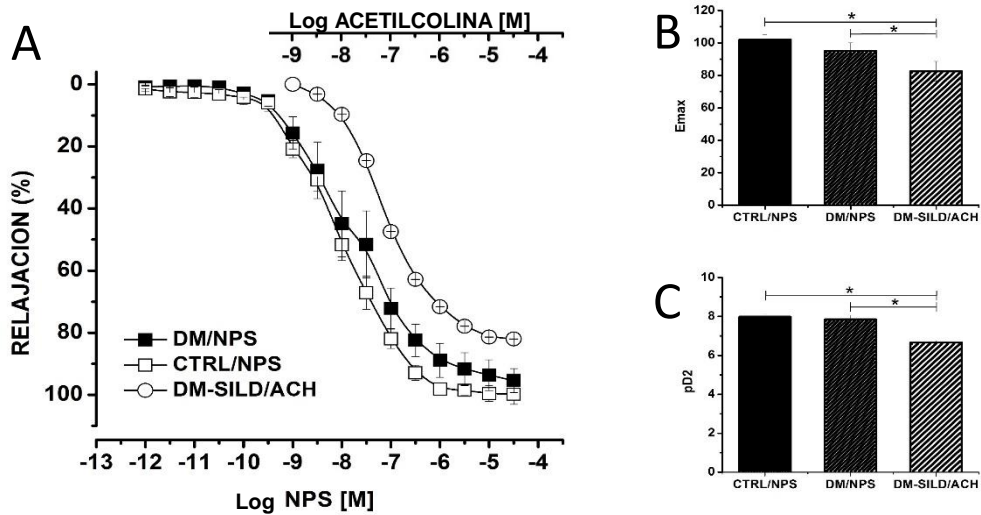 A
Log ACETILCOLINA [M]
-9 -8 -7 -6 -5 -4
RELAJACION (%)
0
20
40
60
80
100
DM/NPS
CTRL/NPS
DM-SILD/ACH
-13 -12 -11 -10 -9 -8 -7 -6 -5 -4
Log NPS [M]
B
Emax
120
100
80
60
40
20
0
*
*
CTRL/NPS DM/NPS DM-SILD/ACH
C
pD2
10
8
6
4
2
0
*
*
CTRL/NPS DM/NPS DM-SILD/ACH